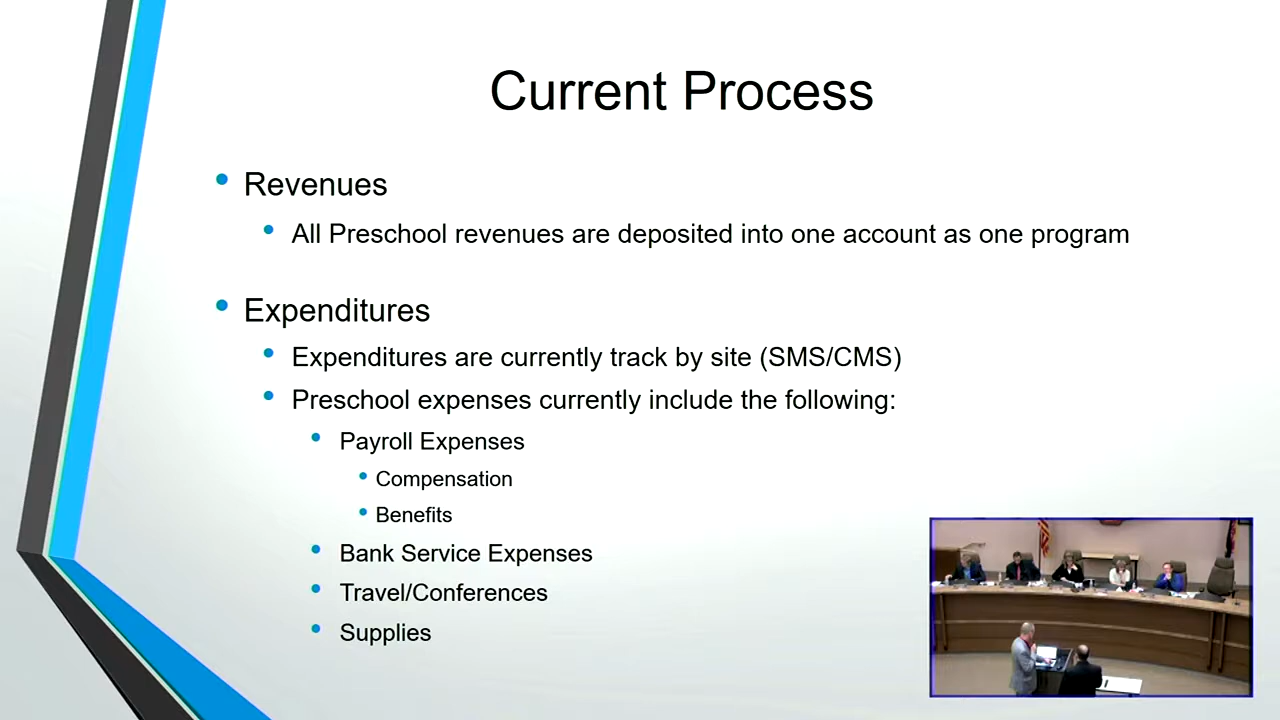 Current Process
Revenues
All Preschool revenues are deposited into one account as one program
Expenditures
Expenditures are currently track by site (SMS/CMS)
Preschool expenses currently include the following:
Payroll Expenses
Compensation
Benefits
Bank Service Expenses
Travel/Conferences
Supplies